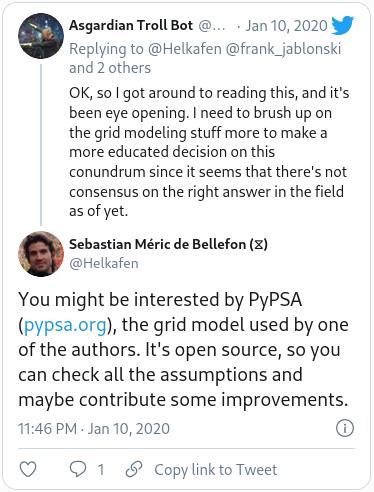 Asgardian Troll Bot @... · Jan 10, 2020
Replying to @Helkafen @frank_jablonski
and 2 others
OK, so I got around to reading this, and it's
been eye opening. I need to brush up on
the grid modeling stuff more to make a
more educated decision on this
conundrum since it seems that there's not
consensus on the right answer in the field
as of yet.
Sebastian Méric de Bellefon (⧖)
@Helkafen
You might be interested by PyPSA
(pypsa.org), the grid model used by one
of the authors. It's open source, so you
can check all the assumptions and
maybe contribute some improvements.
11:46 PM · Jan 10, 2020
1 Copy link to Tweet